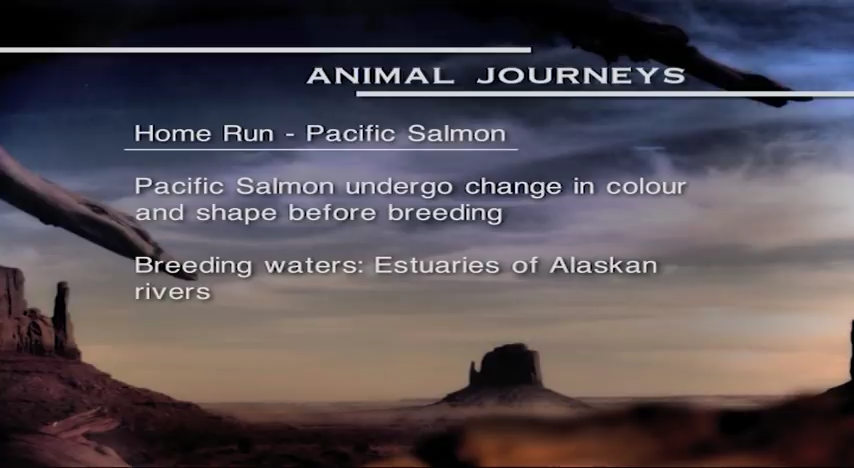 ANIMAL JOURNEYS
Home Run - Pacific Salmon
Pacific Salmon undergo change in colour
and shape before breeding
Breeding waters: Estuaries of Alaskan
rivers